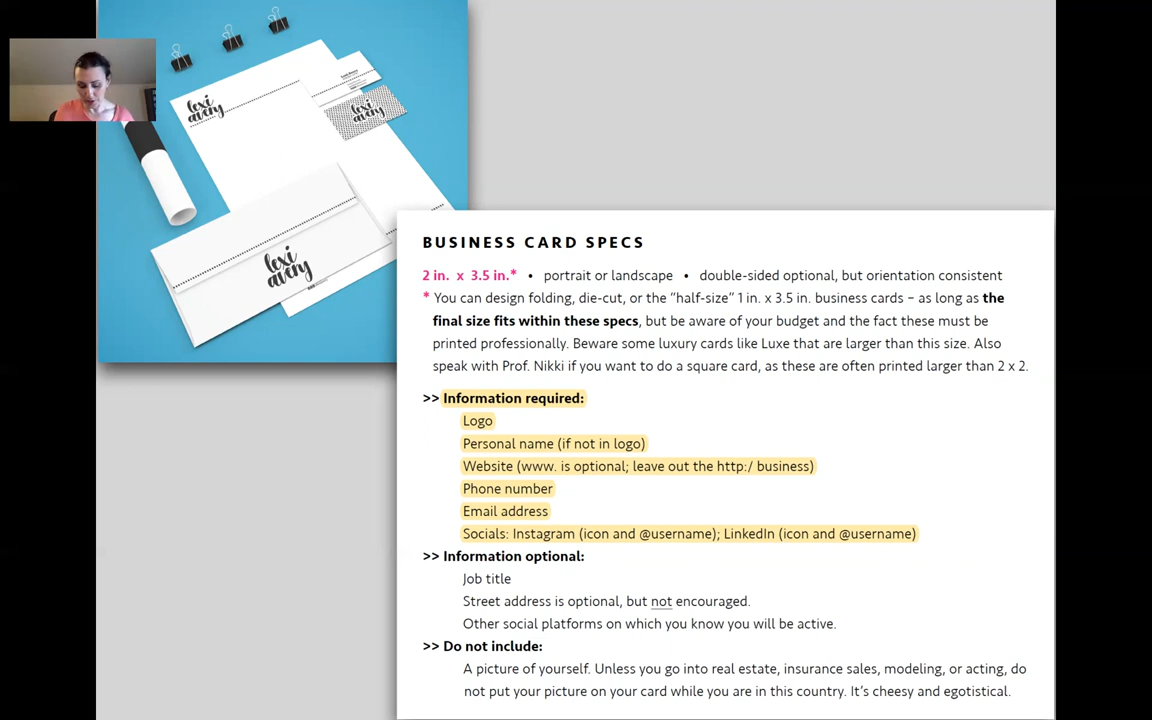 lexi
avery
lexi
avery
lexi
avery
BUSINESS CARD SPECS
2 in. x 3.5 in.* • portrait or landscape • double-sided optional, but orientation consistent
* You can design folding, die-cut, or the “half-size” 1 in. x 3.5 in. business cards – as long as the
final size fits within these specs, but be aware of your budget and the fact these must be
printed professionally. Beware some luxury cards like Luxe that are larger than this size. Also
speak with Prof. Nikki if you want to do a square card, as these are often printed larger than 2 x 2.
>> Information required:
Logo
Personal name (if not in logo)
Website (www. is optional; leave out the http:/ business)
Phone number
Email address
Socials: Instagram (icon and @username); LinkedIn (icon and @username)
>> Information optional:
Job title
Street address is optional, but not encouraged.
Other social platforms on which you know you will be active.
>> Do not include:
A picture of yourself. Unless you go into real estate, insurance sales, modeling, or acting, do
not put your picture on your card while you are in this country. It’s cheesy and egotistical.